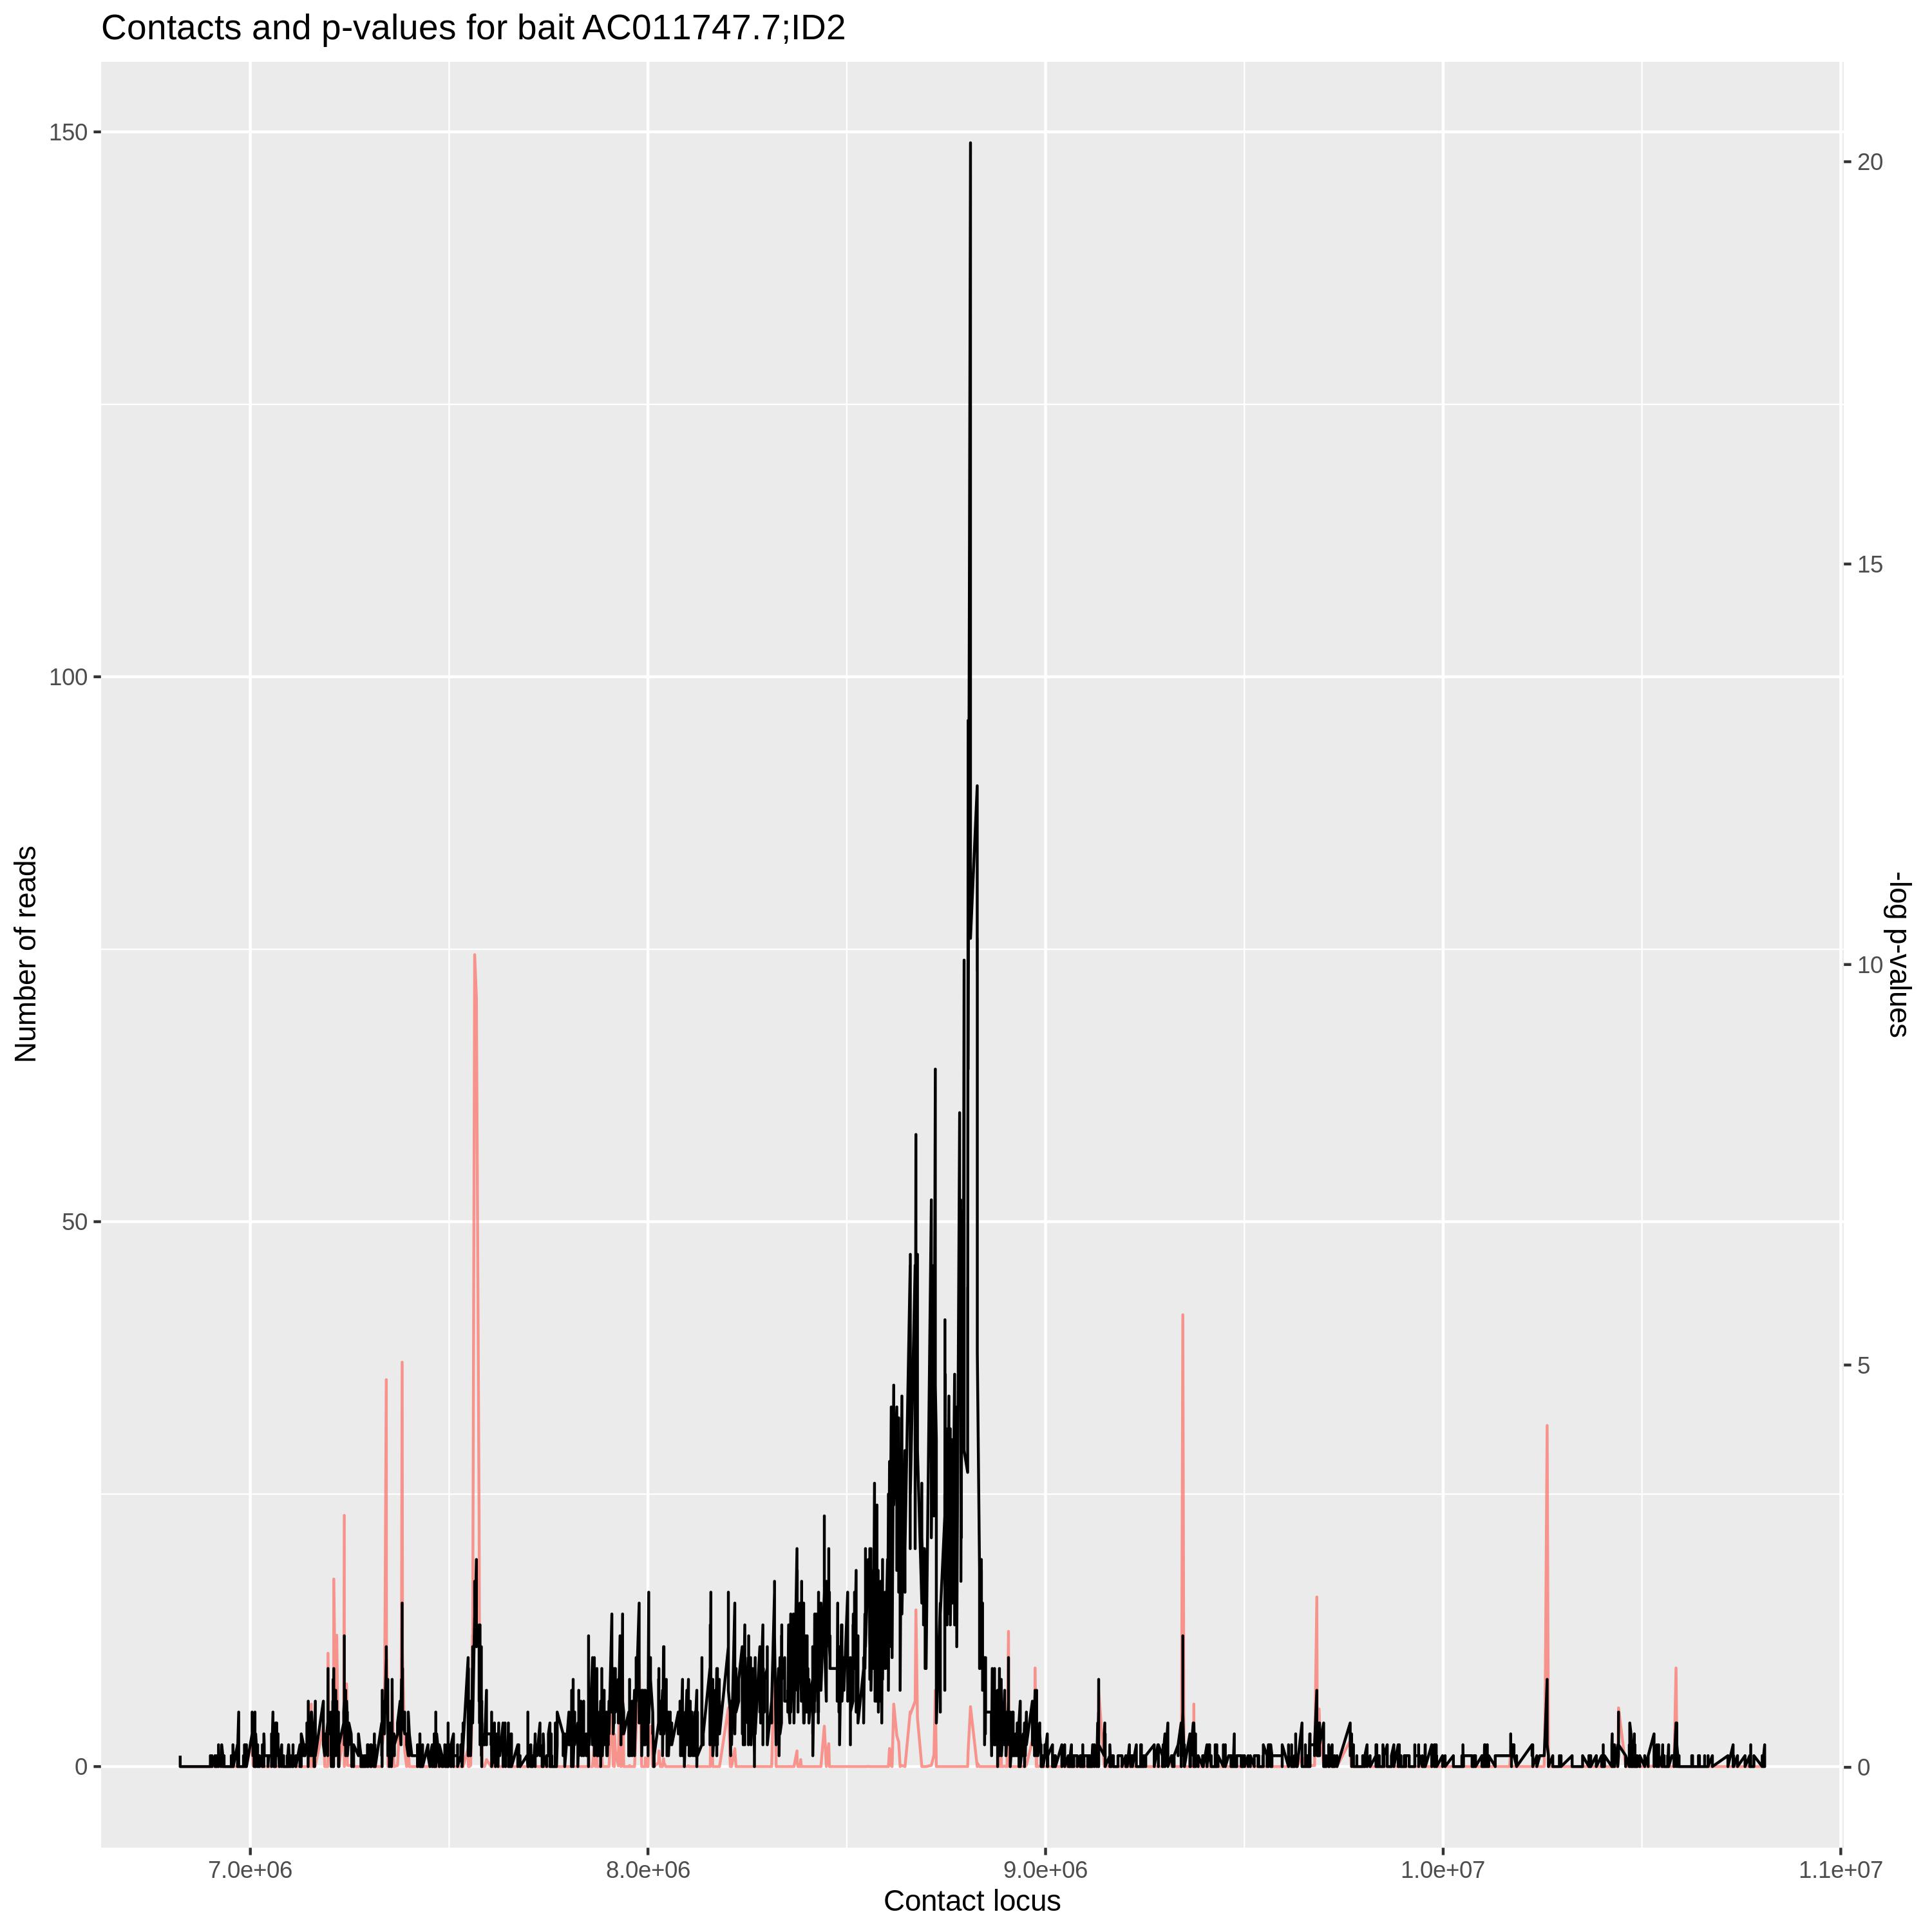 Contacts and p-values for bait AC011747.7;ID2
150
100
50
0
Number of reads
20
15
10
5
0
-log p-values
7.0e+06 8.0e+06 9.0e+06 1.0e+07 1.1e+07
Contact locus